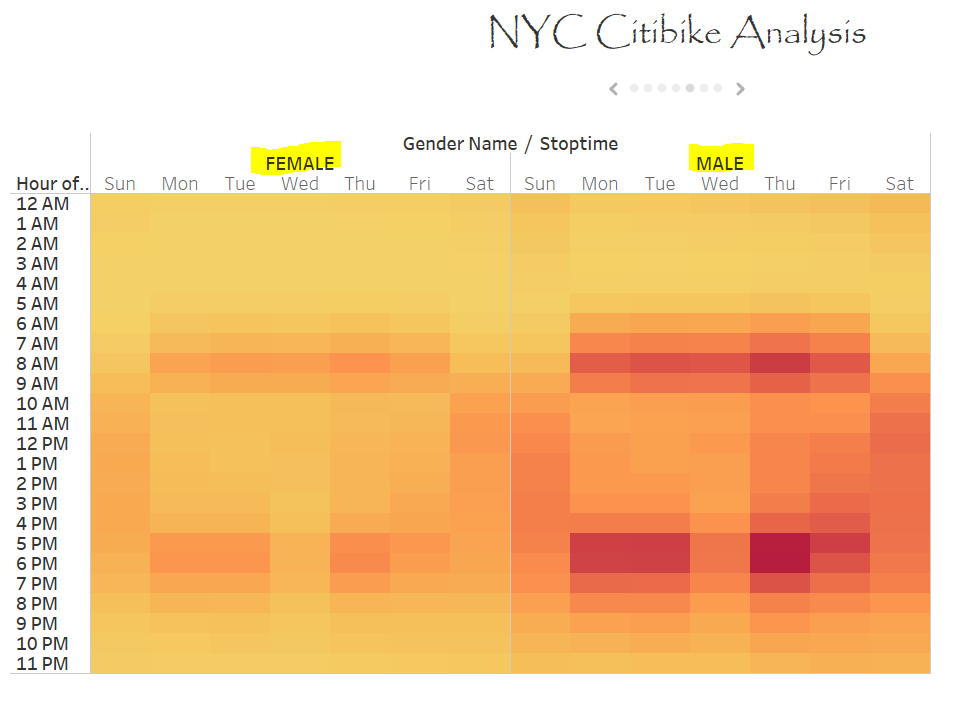 NYC Citibike Analysis
Gender Name / Stoptime
FEMALE MALE
Hour of.. Sun Mon Tue Wed Thu Fri Sat Sun Mon Tue Wed Thu Fri Sat
12 AM
1 AM
2 AM
3 AM
4 AM
5 AM
6 AM
7 AM
8 AM
9 AM
10 AM
11 AM
12 PM
1 PM
2 PM
3 PM
4 PM
5 PM
6 PM
7 PM
8 PM
9 PM
10 PM
11 PM